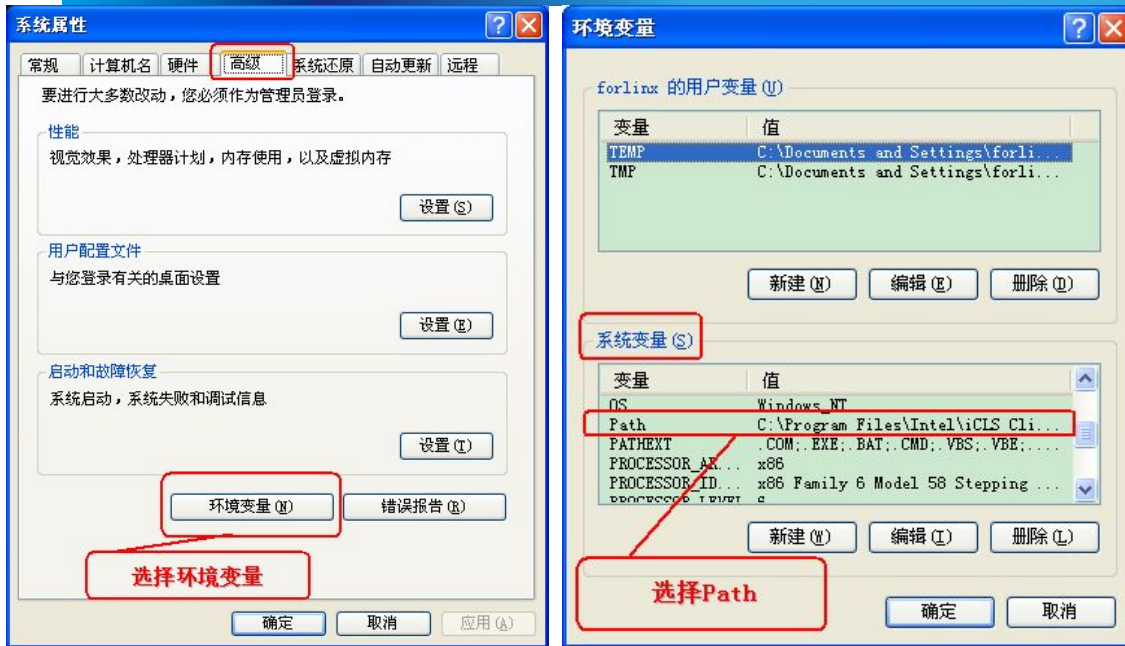 系统属性
常规 计算机名 硬件 高级 系统还原 自动更新 远程
要进行大多数改动，您必须作为管理员登录。
性能
视觉效果，处理器计划，内存使用，以及虚拟内存
设置(S)
用户配置文件
与您登录有关的桌面设置
设置(E)
启动和故障恢复
系统启动，系统失败和调试信息
设置(T)
环境变量(N) 错误报告(R)
选择环境变量
确定 取消 应用(A)
环境变量
forlinx 的用户变量(U)
变量 值
TEMP C:\Documents and Settings\forli...
TMP C:\Documents and Settings\forli...
新建(N) 编辑(E) 删除(D)
系统变量(S)
变量 值
OS Windows_NT
Path C:\Program Files\Intel\iCLS Cli...
PATHEXT .COM;.EXE;.BAT;.CMD;.VBS;.VBE;....
PROCESSOR_AR... x86
PROCESSOR_ID... x86 Family 6 Model 58 Stepping ...
PROCESSOR_LEVEL 6
新建(W) 编辑(I) 删除(L)
选择Path
确定 取消